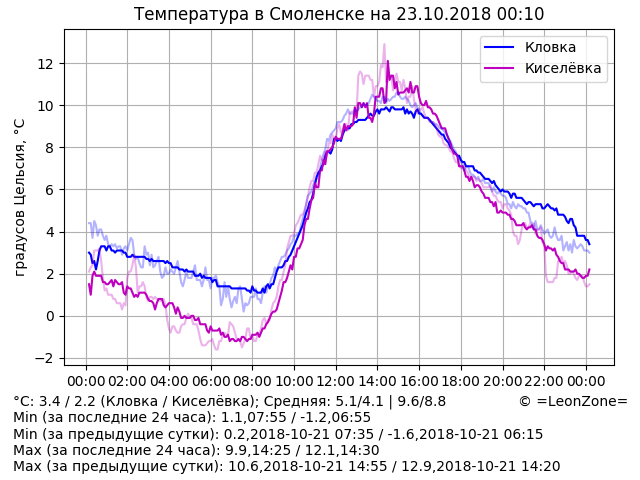 Температура в Смоленске на 23.10.2018 00:10
Кловка
Киселёвка
градусов Цельсия, °C
12
10
8
6
4
2
0
−2
00:00 02:00 04:00 06:00 08:00 10:00 12:00 14:00 16:00 18:00 20:00 22:00 00:00
°C: 3.4 / 2.2 (Кловка / Киселёвка); Средняя: 5.1/4.1 | 9.6/8.8 © =LeonZone=
Min (за последние 24 часа): 1.1,07:55 / -1.2,06:55
Min (за предыдущие сутки): 0.2,2018-10-21 07:35 / -1.6,2018-10-21 06:15
Max (за последние 24 часа): 9.9,14:25 / 12.1,14:30
Max (за предыдущие сутки): 10.6,2018-10-21 14:55 / 12.9,2018-10-21 14:20